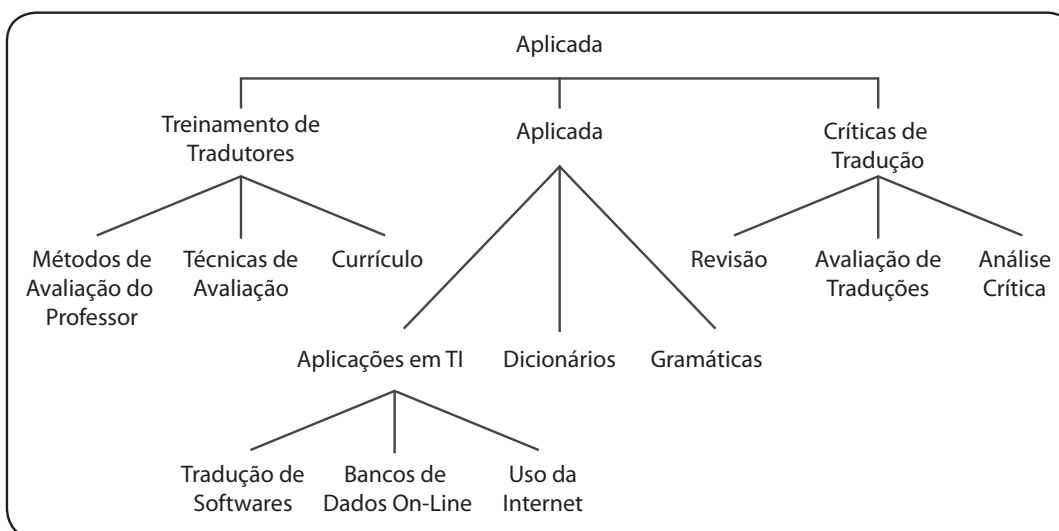 Aplicada
Treinamento de
Tradutores
Aplicada
Críticas de
Tradução
Métodos de
Avaliação do
Professor
Técnicas de
Avaliação
Currículo
Revisão
Avaliação de
Traduções
Análise
Crítica
Aplicações em TI
Dicionários
Gramáticas
Tradução de
Softwares
Bancos de
Dados On-Line
Uso da
Internet